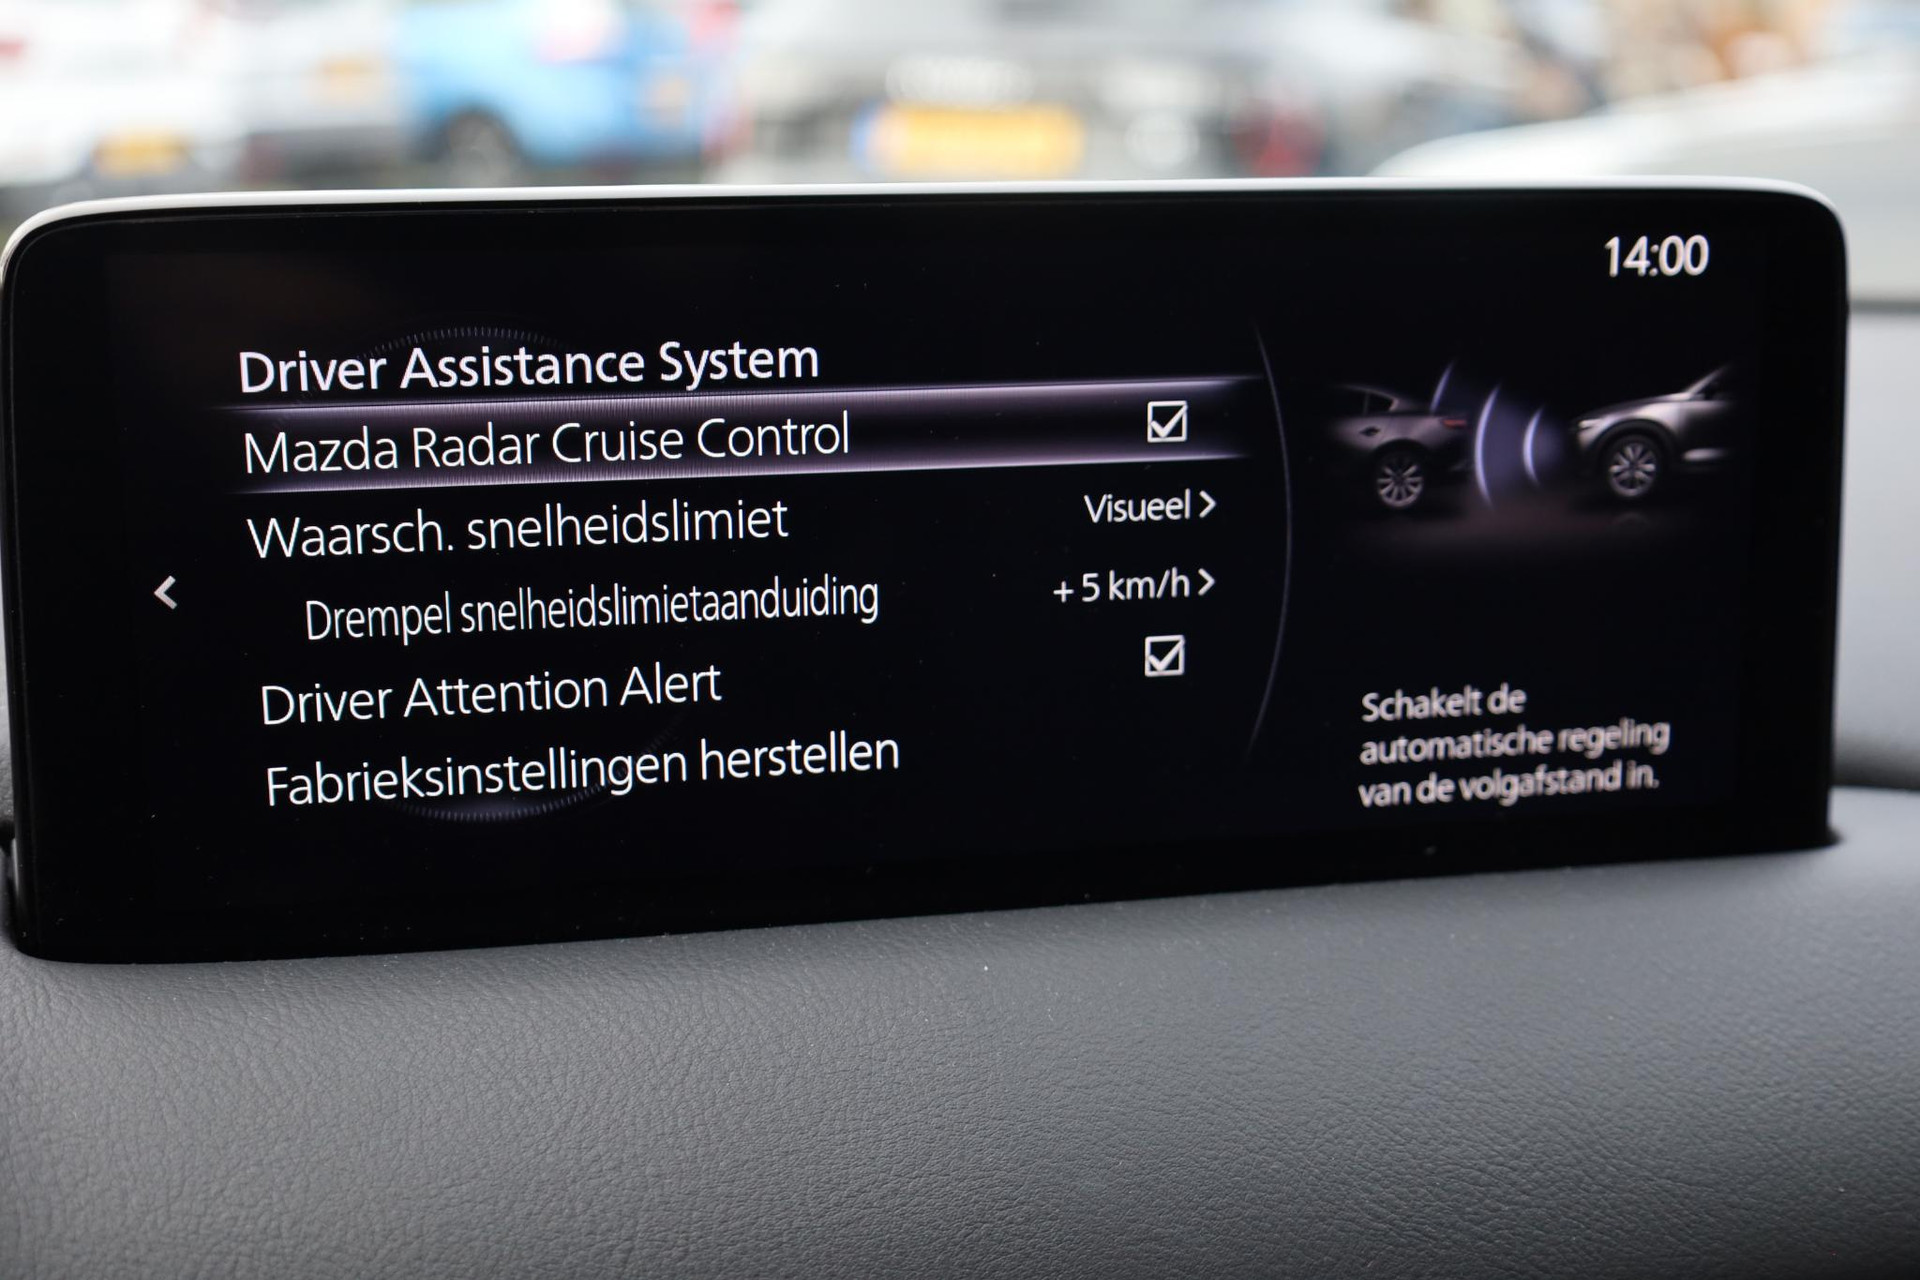 14:00
Driver Assistance System
Mazda Radar Cruise Control
Waarsch. snelheidslimiet Visueel >
Drempel snelheidslimietaanduiding + 5 km/h >
Driver Attention Alert
Fabrieksinstellingen herstellen
Schakelt de
automatische regeling
van de volgafstand in.